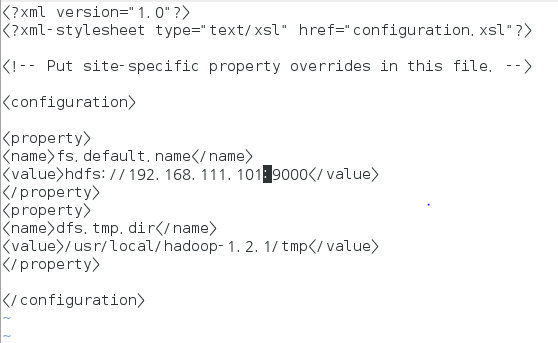 <?xml version="1.0"?>
<?xml-stylesheet type="text/xsl" href="configuration.xsl"?>
<!-- Put site-specific property overrides in this file. -->
<configuration>
<property>
<name>fs.default.name</name>
<value>hdfs://192.168.111.101:9000</value>
</property>
<property>
<name>dfs.tmp.dir</name>
<value>/usr/local/hadoop-1.2.1/tmp</value>
</property>
</configuration>
~
~